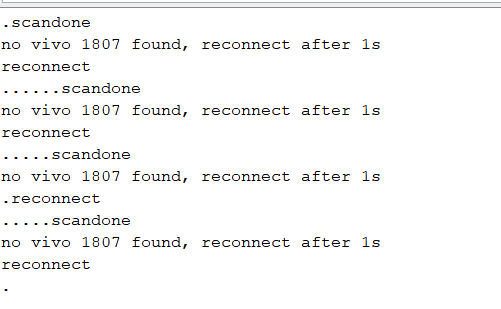 .scandone
no vivo 1807 found, reconnect after 1s
reconnect
......scandone
no vivo 1807 found, reconnect after 1s
reconnect
.....scandone
no vivo 1807 found, reconnect after 1s
.reconnect
.....scandone
no vivo 1807 found, reconnect after 1s
reconnect
.